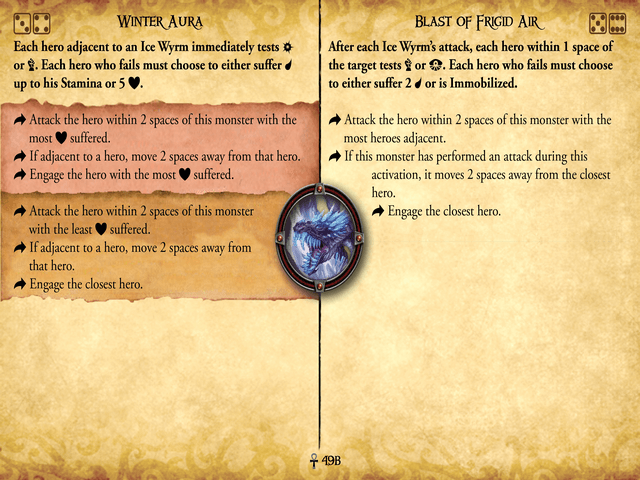 WINTER AURA
Each hero adjacent to an Ice Wyrm immediately tests
or . Each hero who fails must choose to either suffer
up to his Stamina or 5 .
Attack the hero within 2 spaces of this monster with the
most suffered.
If adjacent to a hero, move 2 spaces away from that hero.
Engage the hero with the most suffered.
Attack the hero within 2 spaces of this monster
with the least suffered.
If adjacent to a hero, move 2 spaces away from
that hero.
Engage the closest hero.
BLAST OF FRIGID AIR
After each Ice Wyrm's attack, each hero within 1 space of
the target tests or . Each hero who fails must choose
to either suffer 2 or is Immobilized.
Attack the hero within 2 spaces of this monster with the
most heroes adjacent.
If this monster has performed an attack during this
activation, it moves 2 spaces away from the closest
hero.
Engage the closest hero.
49B